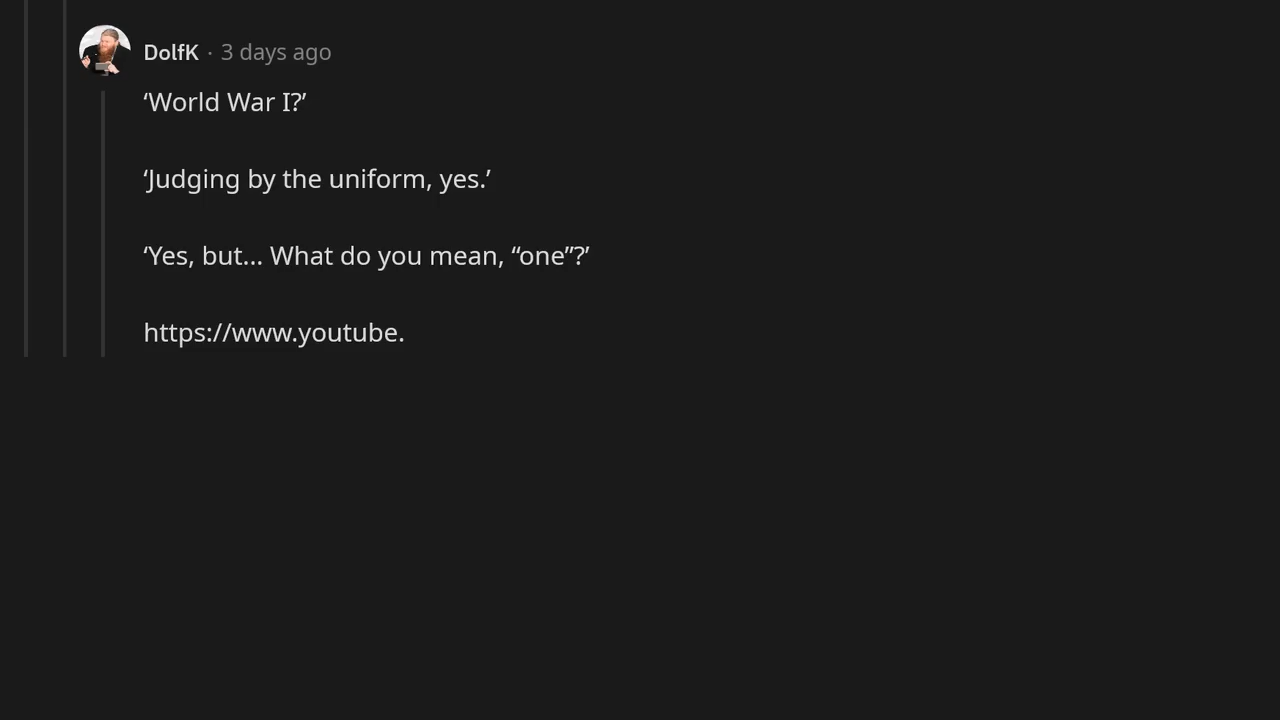 DolfK · 3 days ago
‘World War I?’
‘Judging by the uniform, yes.’
‘Yes, but... What do you mean, “one”?’
https://www.youtube.